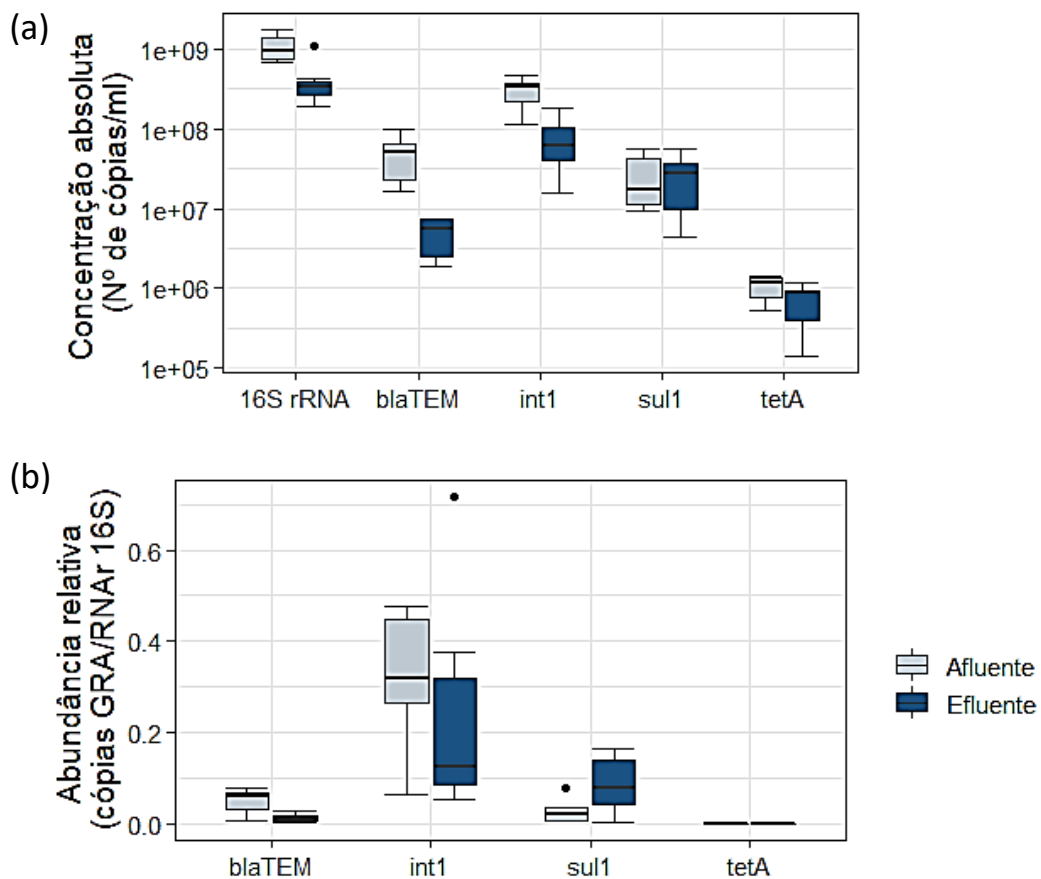 (a)
Concentração absoluta
(Nº de cópias/ml)
1e+09
1e+08
1e+07
1e+06
1e+05
16S rRNA
blaTEM
int1
sul1
tetA
(b)
Abundância relativa
(cópias GRA/RNAr 16S)
0.6
0.4
0.2
0.0
blaTEM
int1
sul1
tetA
Afluente
Efluente